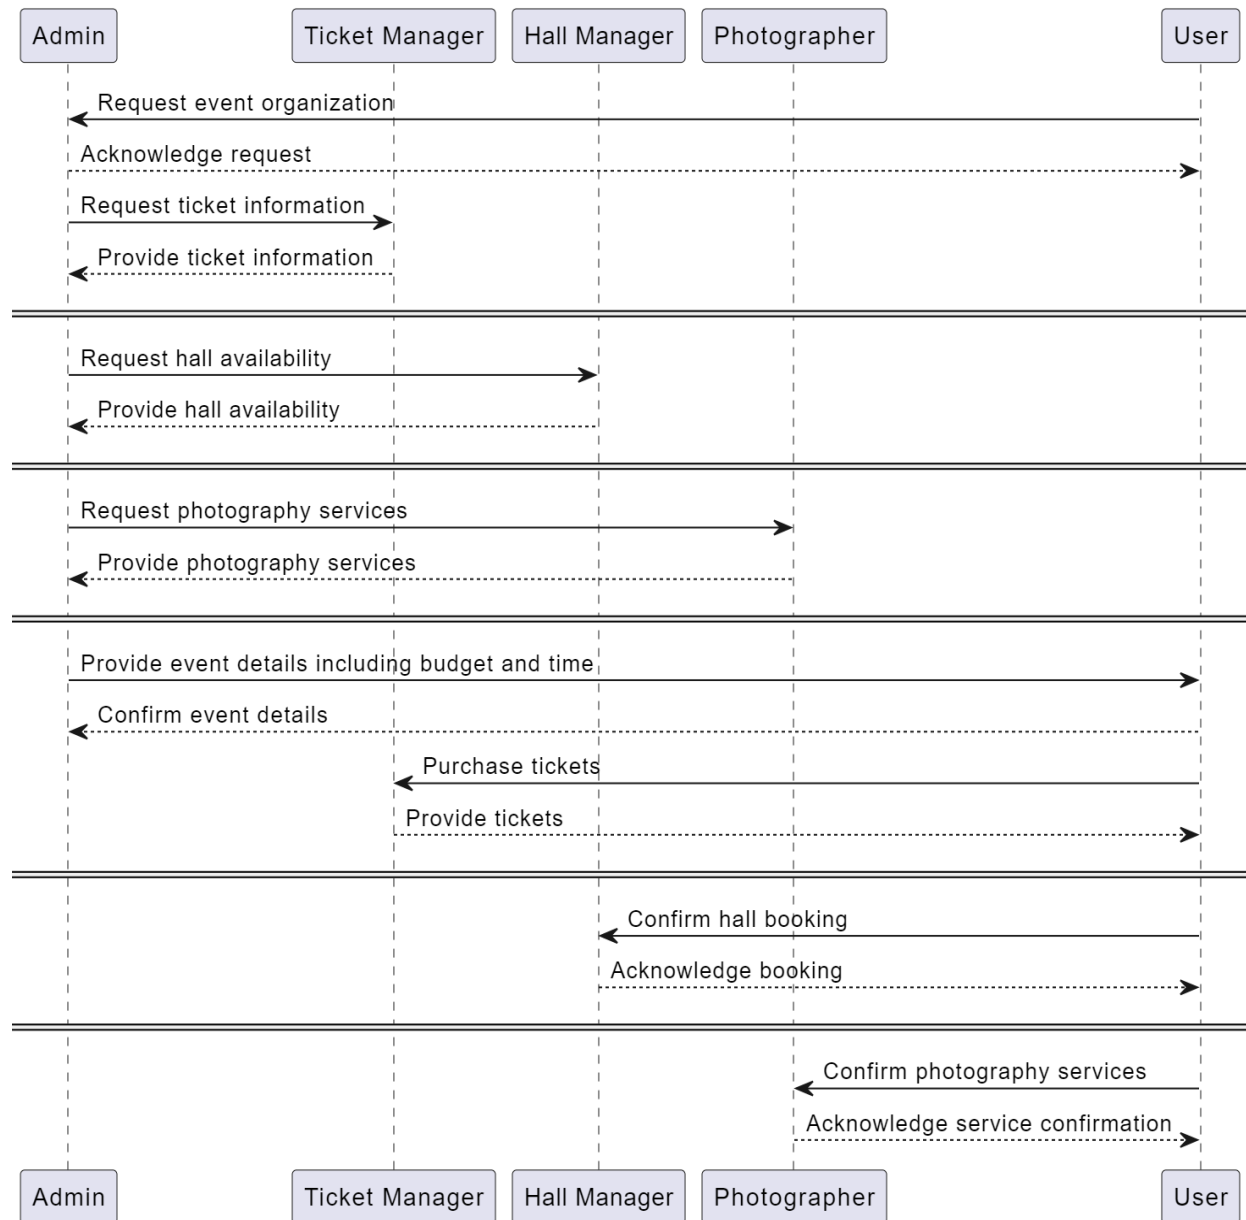 Admin
Ticket Manager
Hall Manager
Photographer
User
Request event organization
Acknowledge request
Request ticket information
Provide ticket information
Request hall availability
Provide hall availability
Request photography services
Provide photography services
Provide event details including budget and time
Confirm event details
Purchase tickets
Provide tickets
Confirm hall booking
Acknowledge booking
Confirm photography services
Acknowledge service confirmation
Admin
Ticket Manager
Hall Manager
Photographer
User